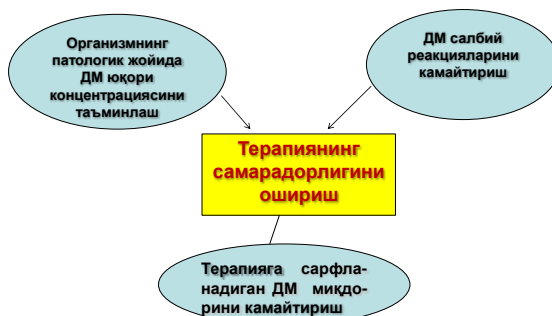 Организмнинг
патологик жойида
ДМ юқори
концентрациясини
таъминлаш
ДМ салбий
реакцияларини
камайтириш
Терапиянинг
самарадорлигини
ошириш
Терапияга сарфла-
надиган ДМ миқдо-
рини камайтириш